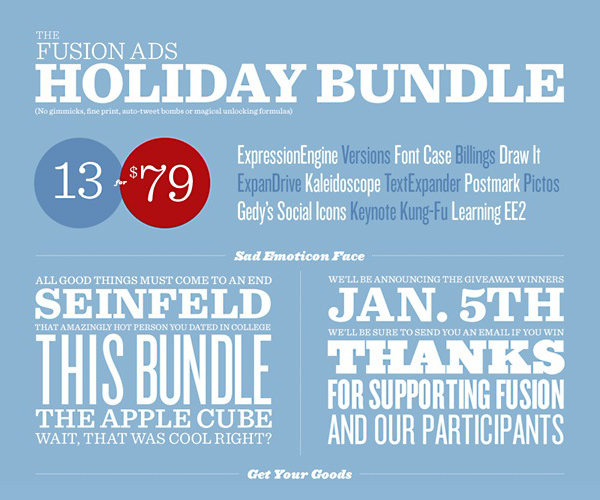 THE
FUSION ADS
HOLIDAY BUNDLE
(No gimmicks, fine print, auto-tweet bombs or magical unlocking formulas)
13 for $79
ExpressionEngine Versions Font Case Billings Draw It
ExpanDrive Kaleidoscope TextExpander Postmark Pictos
Gedy's Social Icons Keynote Kung-Fu Learning EE2
Sad Emoticon Face
ALL GOOD THINGS MUST COME TO AN END
SEINFELD
THAT AMAZINGLY HOT PERSON YOU DATED IN COLLEGE
THIS BUNDLE
THE APPLE CUBE
WAIT, THAT WAS COOL RIGHT?
WE'LL BE ANNOUNCING THE GIVEAWAY WINNERS
JAN. 5TH
WE'LL BE SURE TO SEND YOU AN EMAIL IF YOU WIN
THANKS
FOR SUPPORTING FUSION
AND OUR PARTICIPANTS
Get Your Goods